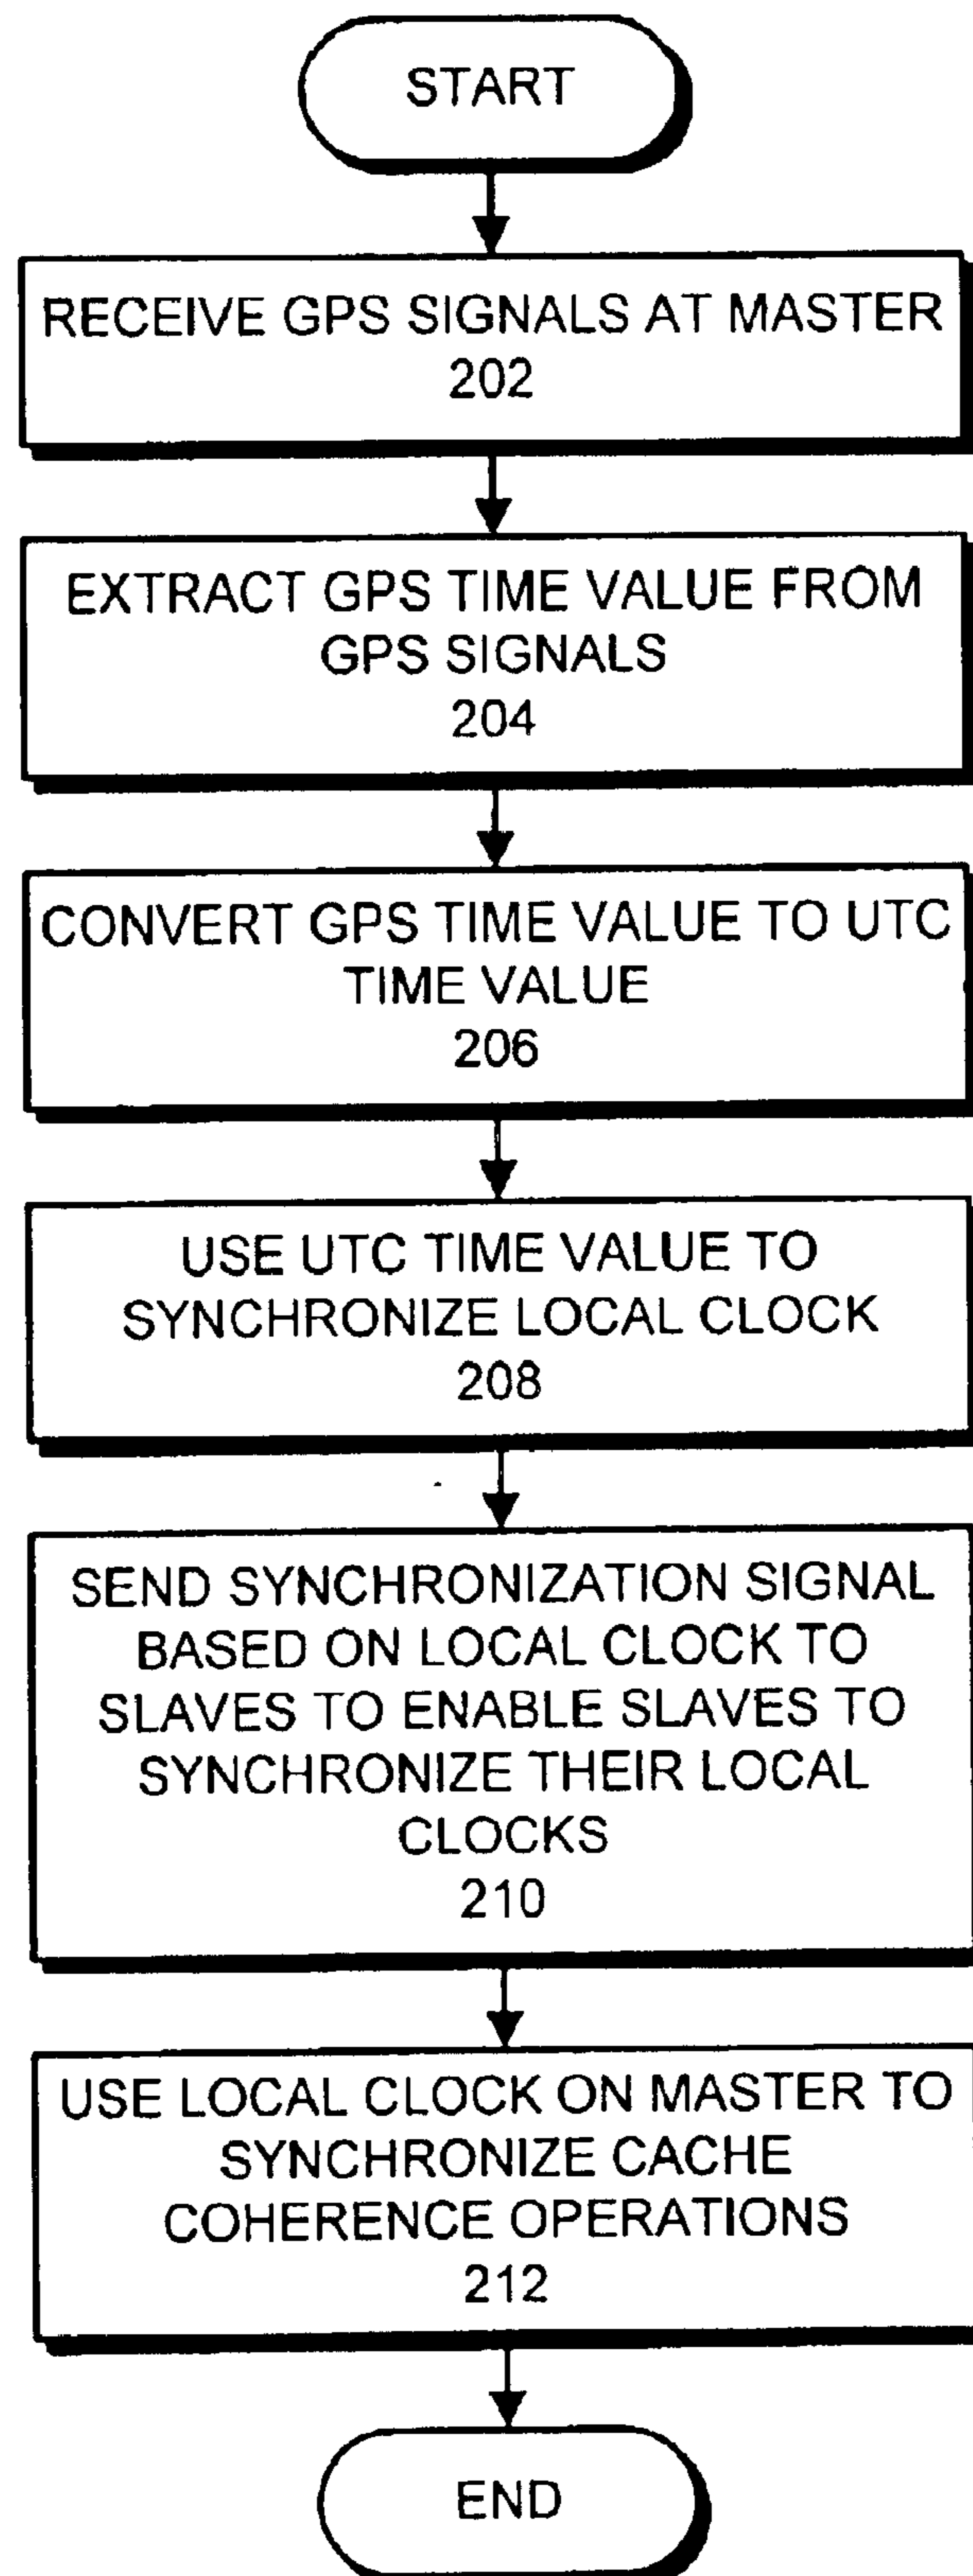 START
RECEIVE GPS SIGNALS AT MASTER
202
EXTRACT GPS TIME VALUE FROM
GPS SIGNALS
204
CONVERT GPS TIME VALUE TO UTC
TIME VALUE
206
USE UTC TIME VALUE TO
SYNCHRONIZE LOCAL CLOCK
208
SEND SYNCHRONIZATION SIGNAL
BASED ON LOCAL CLOCK TO
SLAVES TO ENABLE SLAVES TO
SYNCHRONIZE THEIR LOCAL
CLOCKS
210
USE LOCAL CLOCK ON MASTER TO
SYNCHRONIZE CACHE
COHERENCE OPERATIONS
212
END